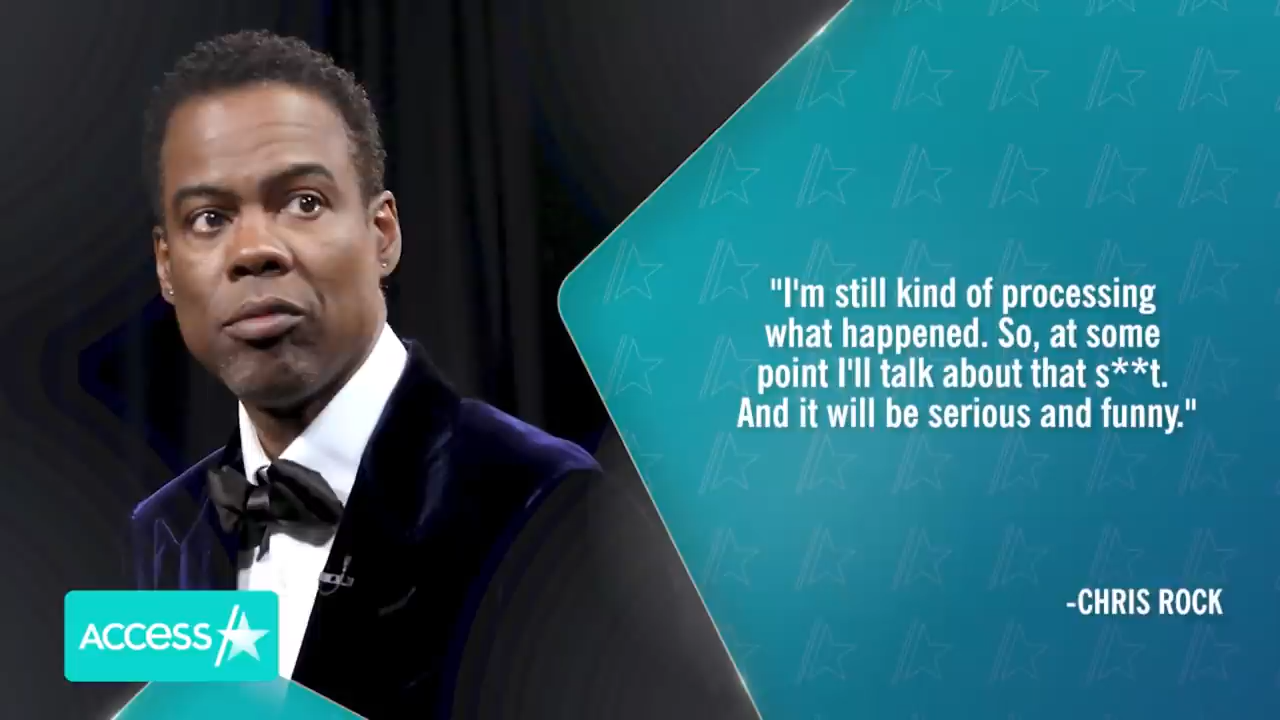 "I'm still kind of processing
what happened. So, at some
point I'll talk about that s**t.
And it will be serious and funny."
-CHRIS ROCK
ACCESS